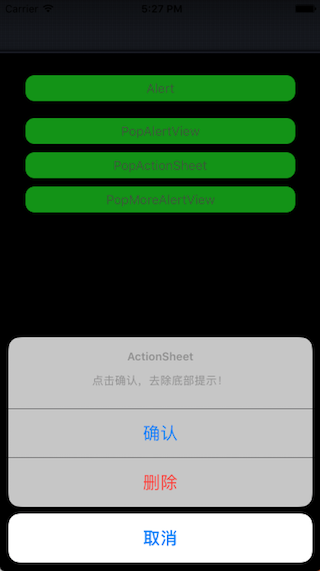 Carrier 5:27 PM
Alert
PopAlertView
PopActionSheet
PopMoreAlertView
ActionSheet
点击确认，去除底部提示！
确认
删除
取消